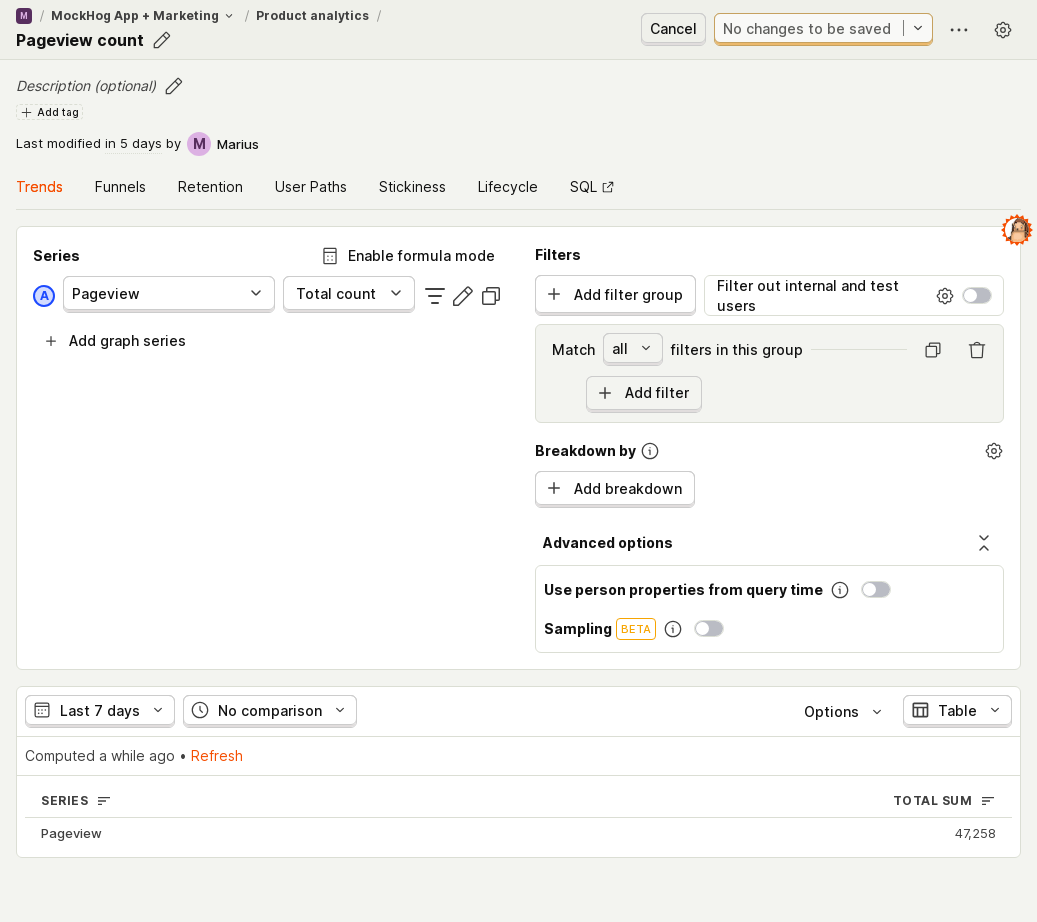 M / MockHog App + Marketing / Product analytics /
Pageview count
Cancel
No changes to be saved
Description (optional)
Add tag
Last modified in 5 days by M Marius
Trends Funnels Retention User Paths Stickiness Lifecycle SQL
Series
Enable formula mode
A Pageview Total count
Add graph series
Filters
Add filter group
Filter out internal and test
users
Match all filters in this group
Add filter
Breakdown by
Add breakdown
Advanced options
Use person properties from query time
Sampling BETA
Last 7 days No comparison Options Table
Computed a while ago • Refresh
SERIES TOTAL SUM
Pageview 47,258